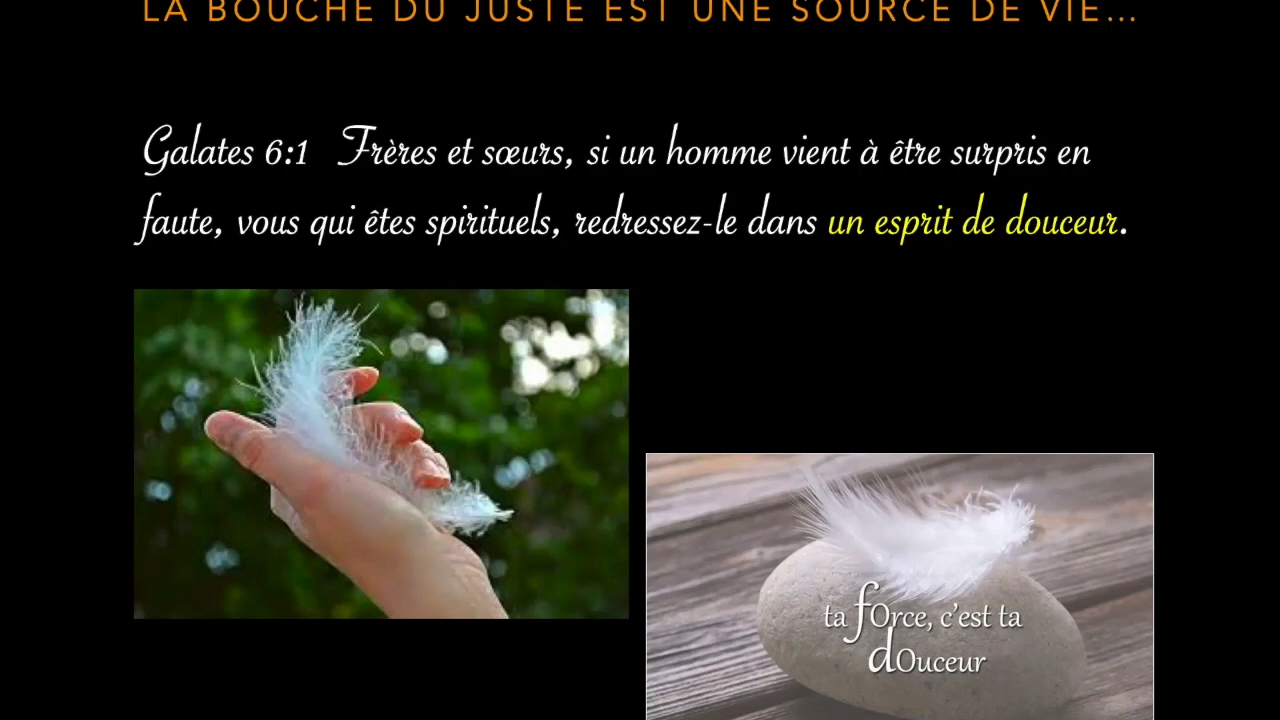 LA BOUCHE DU JUSTE EST UNE SOURCE DE VIE...
Galates 6:1 Frères et sœurs, si un homme vient à être surpris en
faute, vous qui êtes spirituels, redressez-le dans un esprit de douceur.
ta fOrce, c'est ta
dOuceur